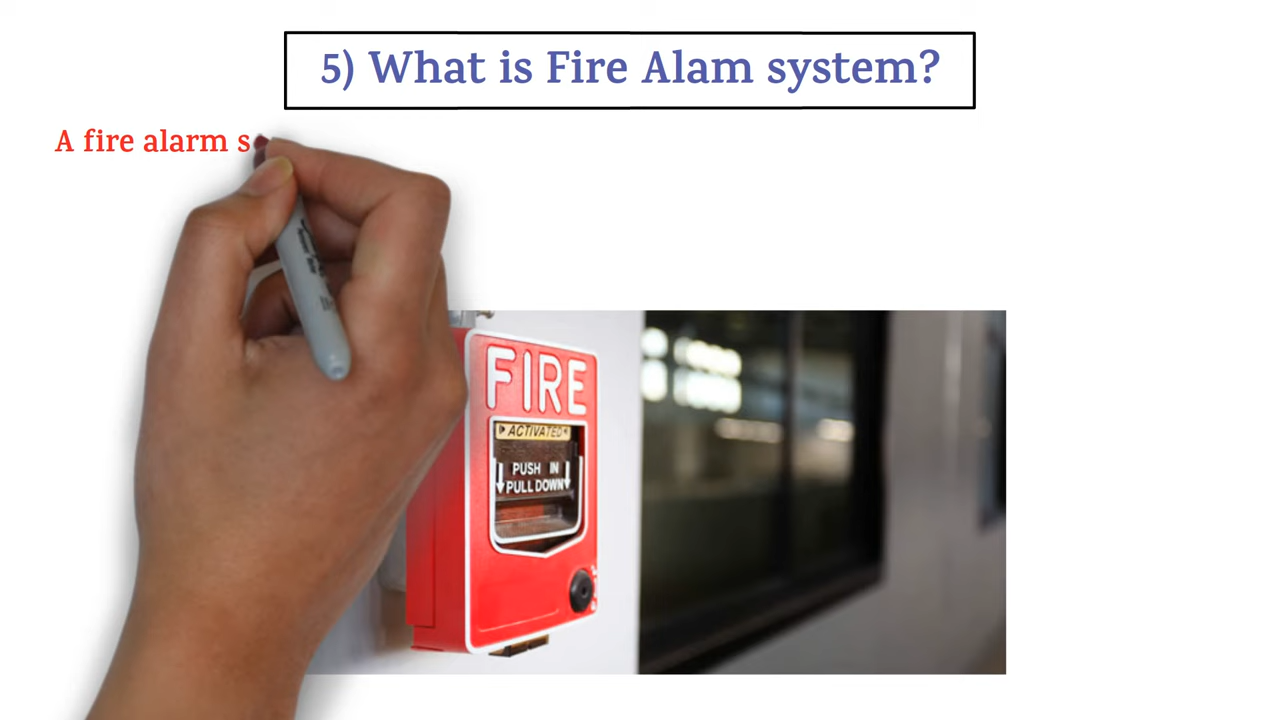 5) What is Fire Alam system?
A fire alarm s
FIRE
ACTIVATED
PUSH IN
PULL DOWN